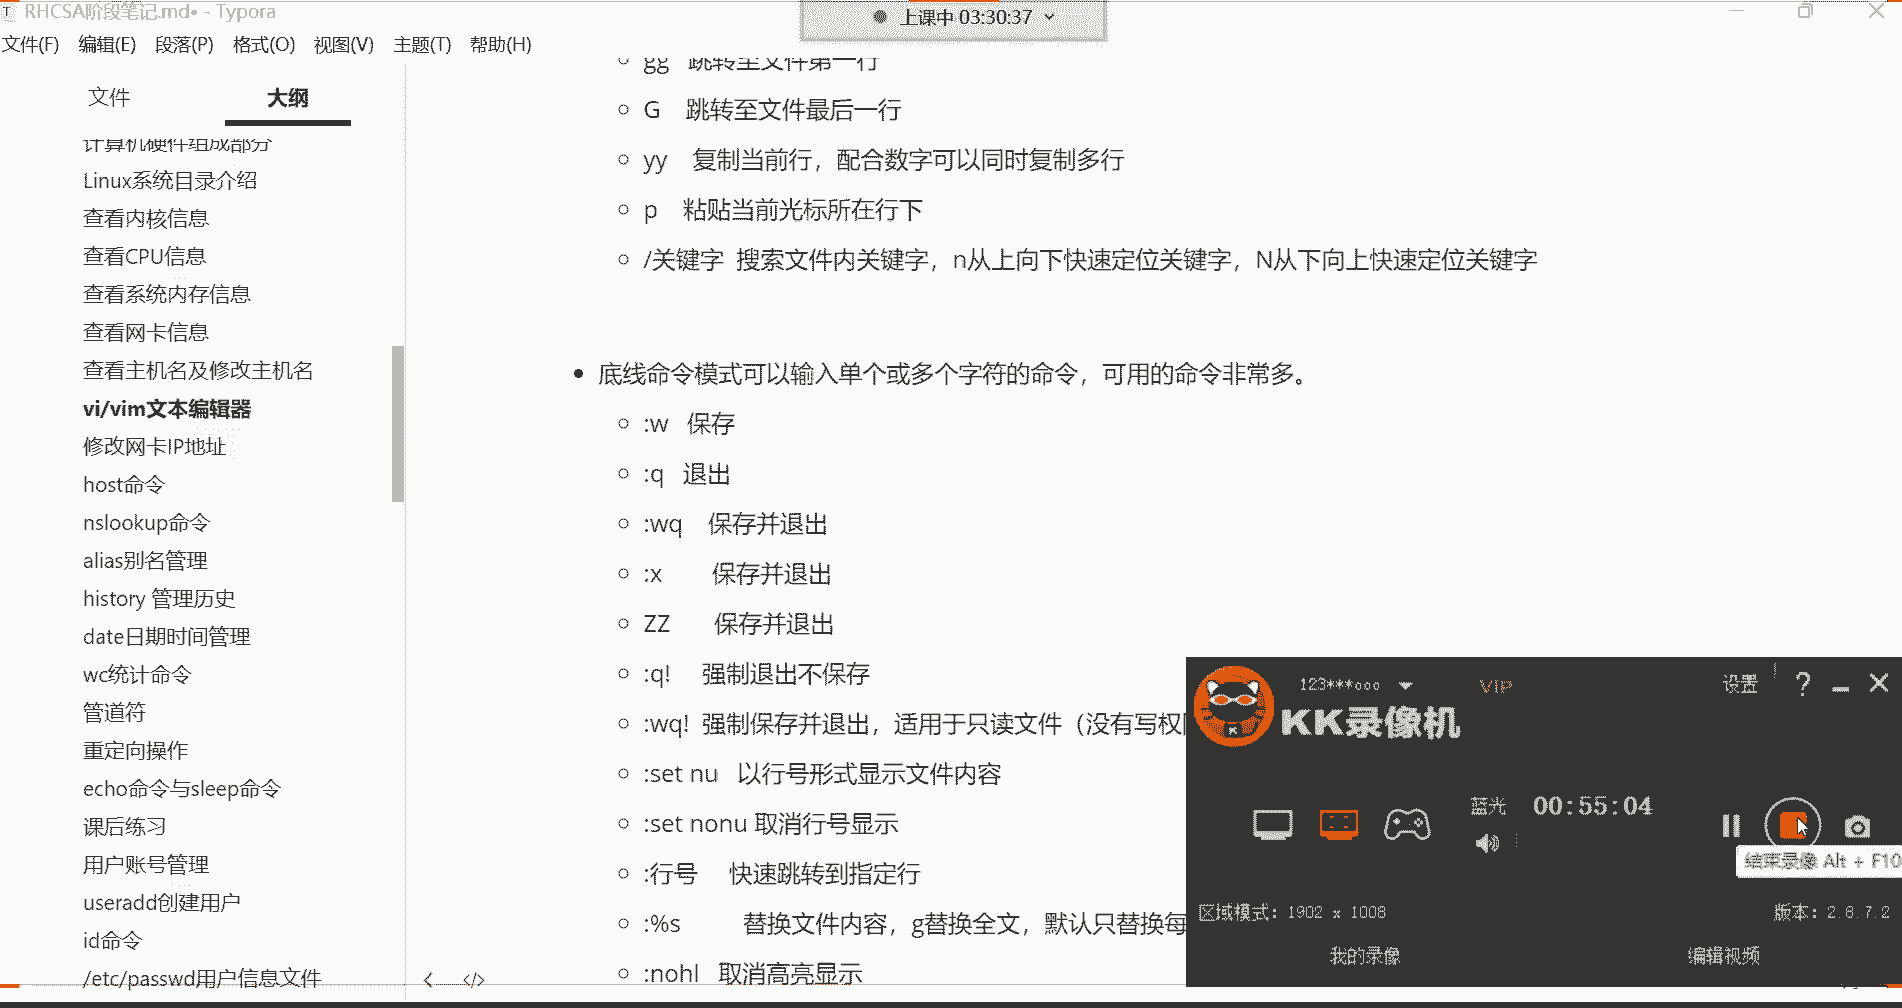 RHCSA阶段笔记.md• - Typora
上课中 03:30:37
文件(F) 编辑(E) 段落(P) 格式(O) 视图(V) 主题(T) 帮助(H)
文件 大纲
计算机硬件组成部分
Linux系统目录介绍
查看内核信息
查看CPU信息
查看系统内存信息
查看网卡信息
查看主机名及修改主机名
vi/vim文本编辑器
修改网卡IP地址
host命令
nslookup命令
alias别名管理
history 管理历史
date日期时间管理
wc统计命令
管道符
重定向操作
echo命令与sleep命令
课后练习
用户账号管理
useradd创建用户
id命令
/etc/passwd用户信息文件
gg 跳转至文件第一行
G 跳转至文件最后一行
yy 复制当前行，配合数字可以同时复制多行
p 粘贴当前光标所在行下
/关键字 搜索文件内关键字，n从上向下快速定位关键字，N从下向上快速定位关键字
底线命令模式可以输入单个或多个字符的命令，可用的命令非常多。
:w 保存
:q 退出
:wq 保存并退出
:x 保存并退出
ZZ 保存并退出
:q! 强制退出不保存
:wq! 强制保存并退出，适用于只读文件（没有写权
:set nu 以行号形式显示文件内容
:set nonu 取消行号显示
:行号 快速跳转到指定行
:%s 替换文件内容，g替换全文，默认只替换每
:nohl 取消高亮显示
123***ooo VIP 设置 ?
KK录像机
蓝光 00:55:04
结束录像 Alt + F10
区域模式：1902 x 1008 版本：2.8.7.2
我的录像 编辑视频